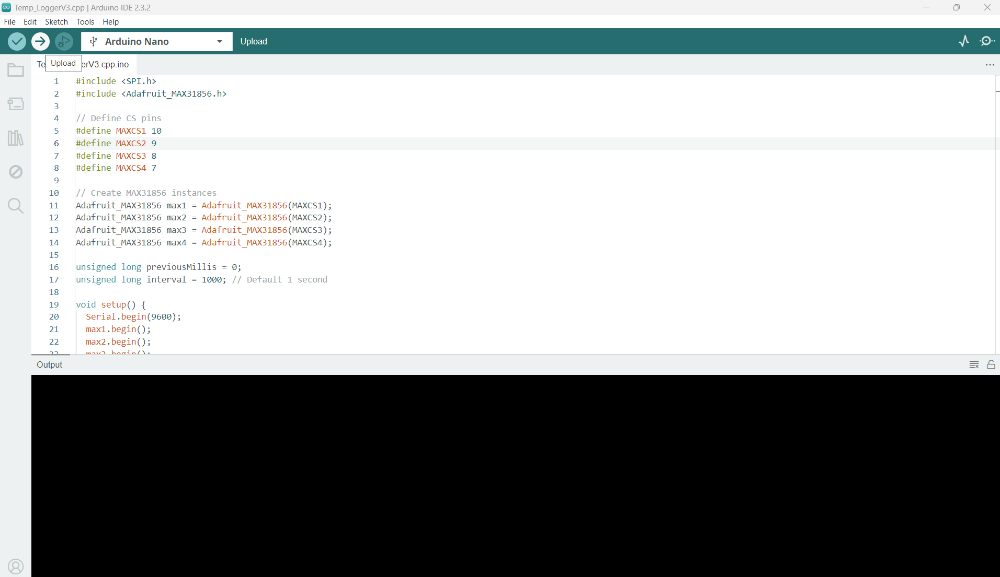 Temp_LoggerV3.cpp | Arduino IDE 2.3.2
File Edit Sketch Tools Help
Arduino Nano Upload
Te Upload erV3.cpp.ino
1 #include <SPI.h>
2 #include <Adafruit_MAX31856.h>
3
4 // Define CS pins
5 #define MAXCS1 10
6 #define MAXCS2 9
7 #define MAXCS3 8
8 #define MAXCS4 7
9
10 // Create MAX31856 instances
11 Adafruit_MAX31856 max1 = Adafruit_MAX31856(MAXCS1);
12 Adafruit_MAX31856 max2 = Adafruit_MAX31856(MAXCS2);
13 Adafruit_MAX31856 max3 = Adafruit_MAX31856(MAXCS3);
14 Adafruit_MAX31856 max4 = Adafruit_MAX31856(MAXCS4);
15
16 unsigned long previousMillis = 0;
17 unsigned long interval = 1000; // Default 1 second
18
19 void setup() {
20 Serial.begin(9600);
21 max1.begin();
22 max2.begin();
23 max3.begin();
Output